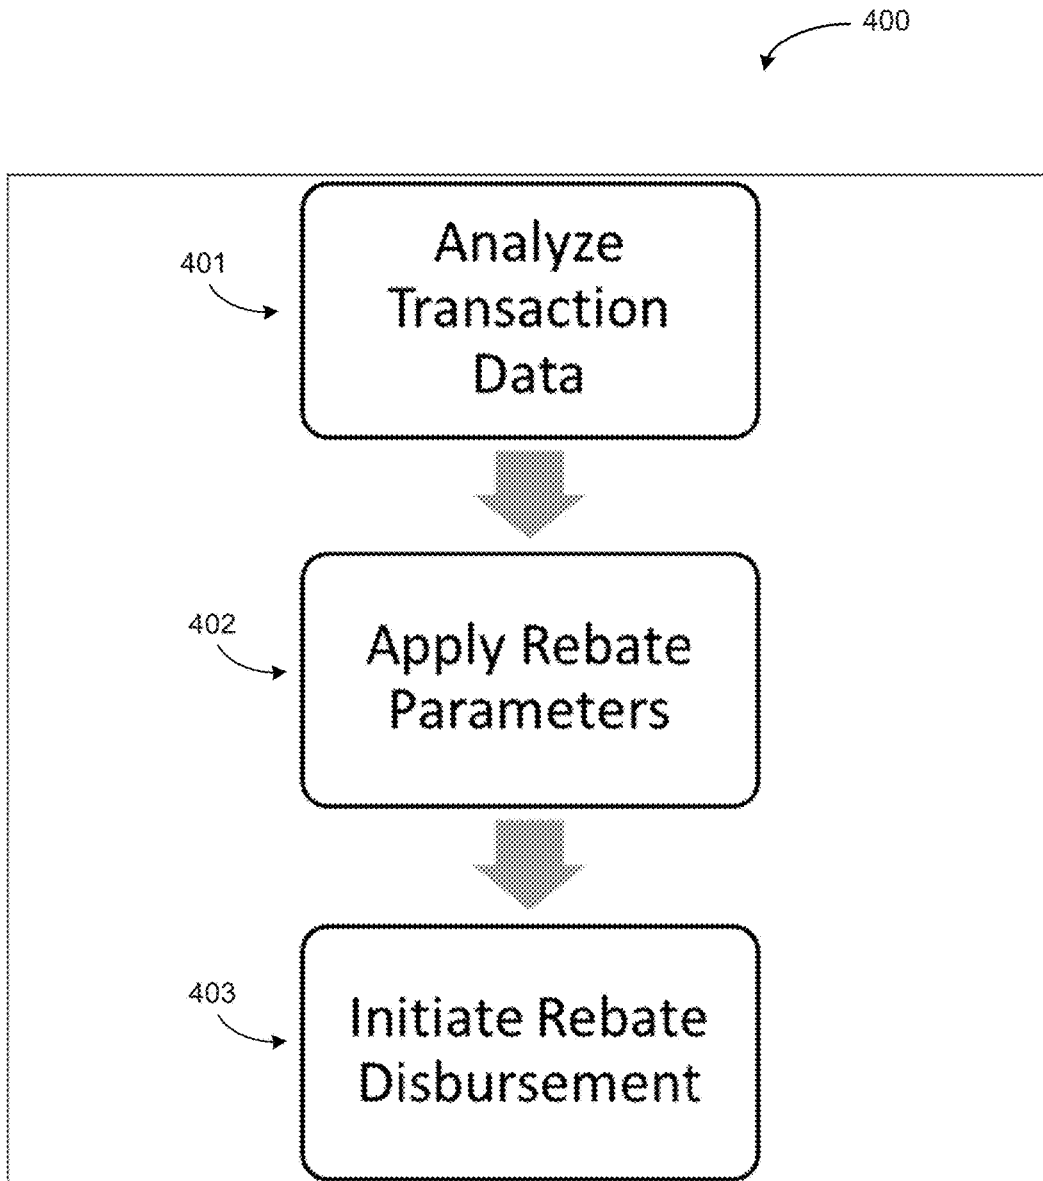 400
401
Analyze
Transaction
Data
402
Apply Rebate
Parameters
403
Initiate Rebate
Disbursement